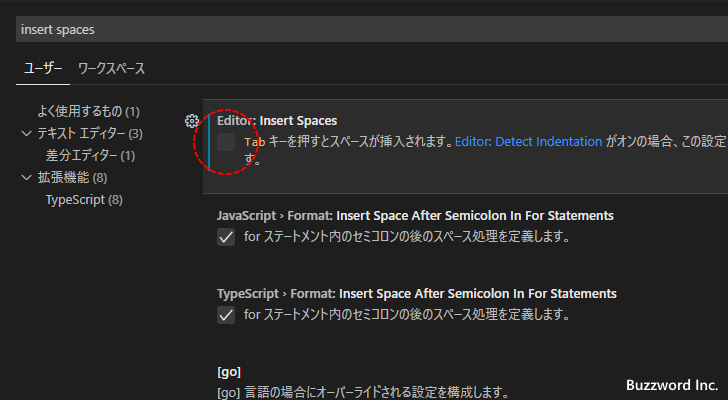 insert spaces
ユーザー ワークスペース
よく使用するもの (1)
テキスト エディター (3)
差分エディター (1)
拡張機能 (8)
TypeScript (8)
Editor: Insert Spaces
Tab キーを押すとスペースが挿入されます。Editor: Detect Indentation がオンの場合、この設定
す。
JavaScript › Format: Insert Space After Semicolon In For Statements
for ステートメント内のセミコロンの後のスペース処理を定義します。
TypeScript › Format: Insert Space After Semicolon In For Statements
for ステートメント内のセミコロンの後のスペース処理を定義します。
[go]
[go] 言語の場合にオーバーライドされる設定を構成します。
Buzzword Inc.